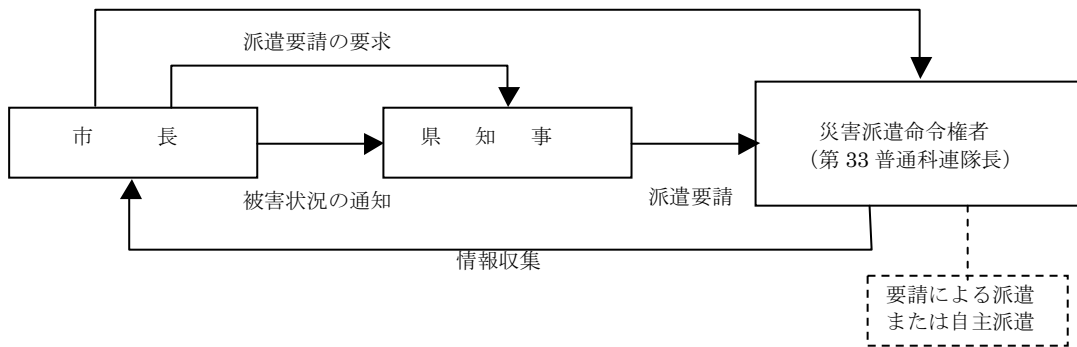 派遣要請の要求
市　　　長
県　知　事
災害派遣命令権者
（第 33 普通科連隊長）
被害状況の通知
派遣要請
情報収集
要請による派遣
または自主派遣